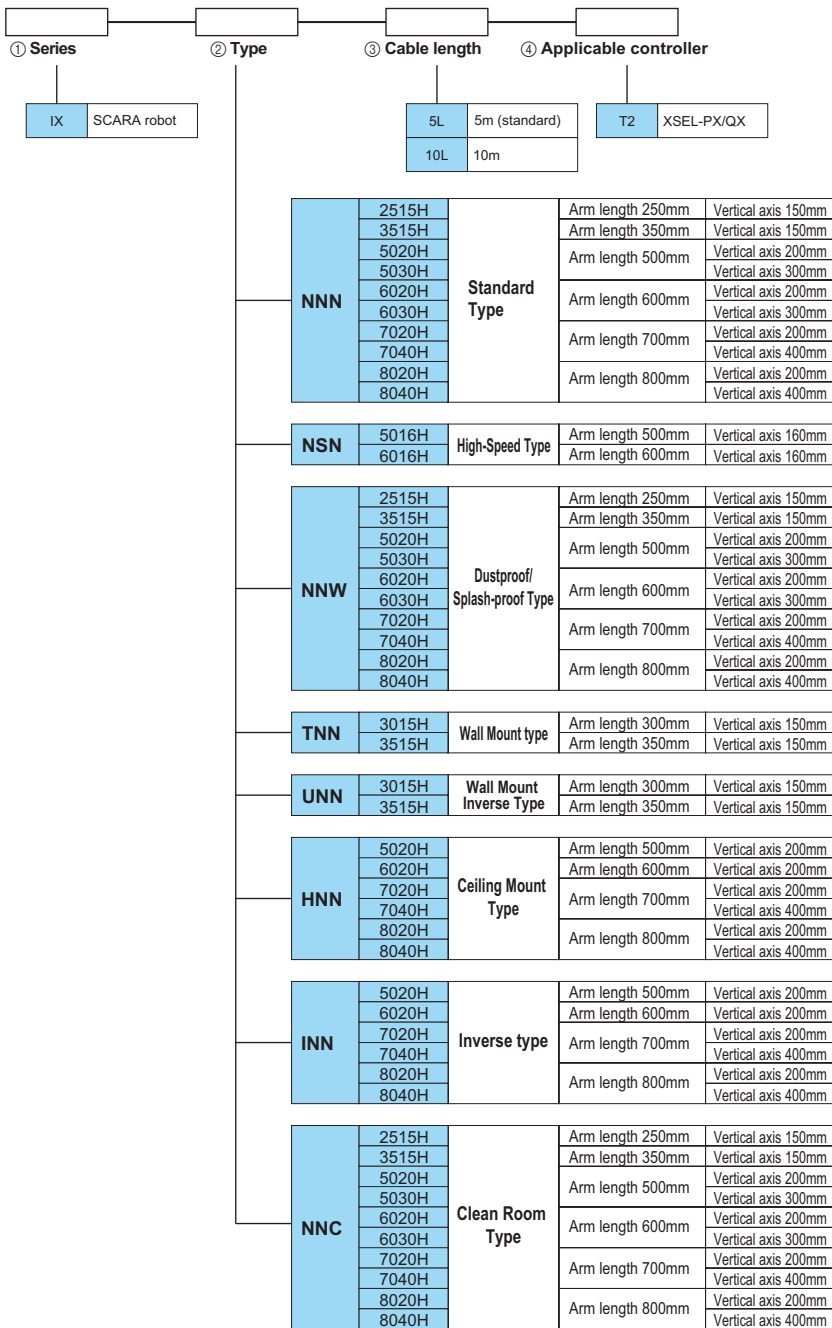 ① Series ② Type ③ Cable length ④ Applicable controller
IX SCARA robot 5L 5m (standard) T2 XSEL-PX/QX
10L 10m
2515H Arm length 250mm Vertical axis 150mm
3515H Arm length 350mm Vertical axis 150mm
5020H Arm length 500mm Vertical axis 200mm
5030H Vertical axis 300mm
NNN 6020H Standard Type Arm length 600mm Vertical axis 200mm
6030H Vertical axis 300mm
7020H Arm length 700mm Vertical axis 200mm
7040H Vertical axis 400mm
8020H Arm length 800mm Vertical axis 200mm
8040H Vertical axis 400mm
NSN 5016H High-Speed Type Arm length 500mm Vertical axis 160mm
6016H Arm length 600mm Vertical axis 160mm
2515H Arm length 250mm Vertical axis 150mm
3515H Arm length 350mm Vertical axis 150mm
5020H Arm length 500mm Vertical axis 200mm
5030H Vertical axis 300mm
NNW 6020H Dustproof/ Splash-proof Type Arm length 600mm Vertical axis 200mm
6030H Vertical axis 300mm
7020H Arm length 700mm Vertical axis 200mm
7040H Vertical axis 400mm
8020H Arm length 800mm Vertical axis 200mm
8040H Vertical axis 400mm
TNN 3015H Wall Mount type Arm length 300mm Vertical axis 150mm
3515H Arm length 350mm Vertical axis 150mm
UNN 3015H Wall Mount Inverse Type Arm length 300mm Vertical axis 150mm
3515H Arm length 350mm Vertical axis 150mm
5020H Arm length 500mm Vertical axis 200mm
6020H Arm length 600mm Vertical axis 200mm
HNN 7020H Ceiling Mount Type Arm length 700mm Vertical axis 200mm
7040H Vertical axis 400mm
8020H Arm length 800mm Vertical axis 200mm
8040H Vertical axis 400mm
5020H Arm length 500mm Vertical axis 200mm
6020H Arm length 600mm Vertical axis 200mm
INN 7020H Inverse type Arm length 700mm Vertical axis 200mm
7040H Vertical axis 400mm
8020H Arm length 800mm Vertical axis 200mm
8040H Vertical axis 400mm
2515H Arm length 250mm Vertical axis 150mm
3515H Arm length 350mm Vertical axis 150mm
5020H Arm length 500mm Vertical axis 200mm
5030H Vertical axis 300mm
NNC 6020H Clean Room Type Arm length 600mm Vertical axis 200mm
6030H Vertical axis 300mm
7020H Arm length 700mm Vertical axis 200mm
7040H Vertical axis 400mm
8020H Arm length 800mm Vertical axis 200mm
8040H Vertical axis 400mm